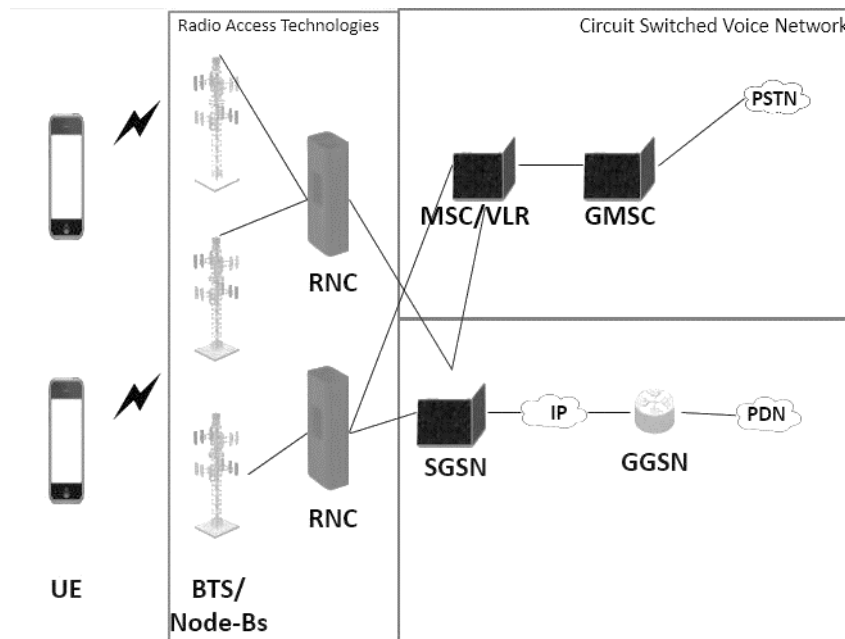 Radio Access Technologies
Circuit Switched Voice Network
PSTN
MSC/VLR
GMSC
RNC
IP
PDN
SGSN
GGSN
RNC
UE
BTS/
Node-Bs